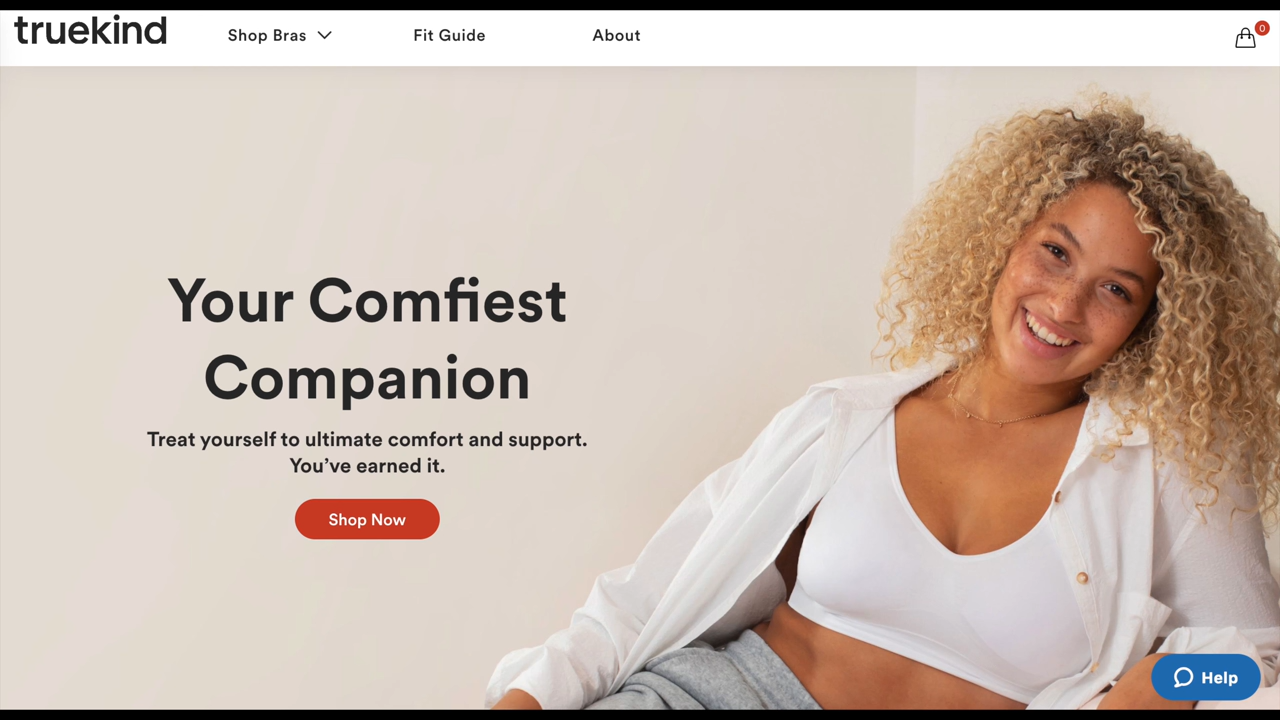 truekind
Shop Bras
Fit Guide
About
0
Your Comfiest
Companion
Treat yourself to ultimate comfort and support.
You’ve earned it.
Shop Now
Help